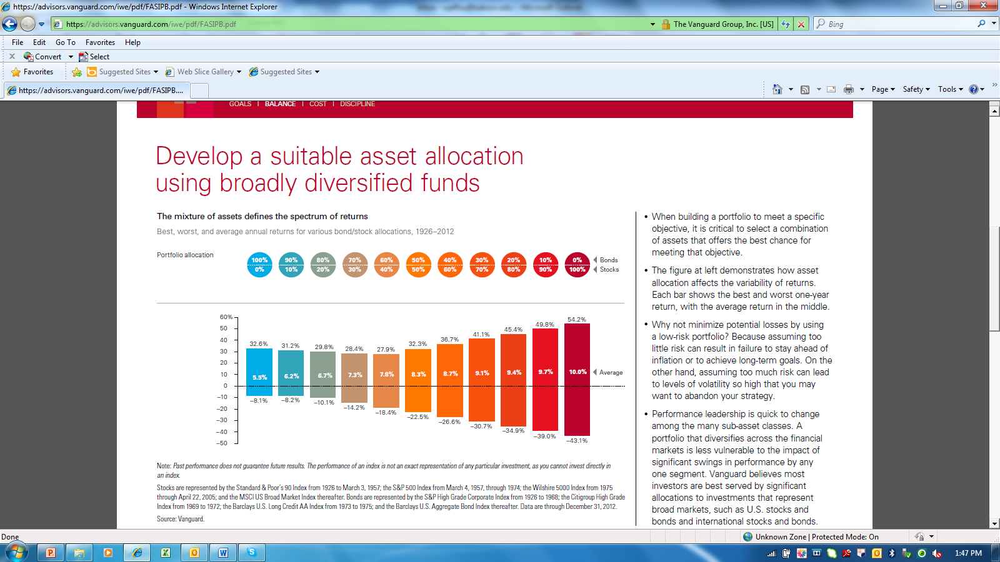 https://advisors.vanguard.com/iwe/pdf/FASIPB.pdf - Windows Internet Explorer
https://advisors.vanguard.com/iwe/pdf/FASIPB.pdf
The Vanguard Group, Inc. [US]
Bing
File Edit Go To Favorites Help
x Convert Select
Favorites Suggested Sites Web Slice Gallery Suggested Sites
https://advisors.vanguard.com/iwe/pdf/FASIPB....
Page Safety Tools
GOALS | BALANCE | COST | DISCIPLINE
Develop a suitable asset allocation
using broadly diversified funds
The mixture of assets defines the spectrum of returns
Best, worst, and average annual returns for various bond/stock allocations, 1926–2012
Portfolio allocation
100% 90% 80% 70% 60% 50% 40% 30% 20% 10% 0% Bonds
0% 10% 20% 30% 40% 50% 60% 70% 80% 90% 100% Stocks
60%
50
40
30
20
10
0
–10
–20
–30
–40
–50
32.6% 31.2% 29.8% 28.4% 27.9% 32.3% 36.7% 41.1% 45.4% 49.8% 54.2%
5.5% 6.2% 6.7% 7.3% 7.8% 8.3% 8.7% 9.1% 9.4% 9.7% 10.0% Average
–8.1% –8.2% –10.1% –14.2% –18.4% –22.5% –26.6% –30.7% –34.9% –39.0% –43.1%
Note: Past performance does not guarantee future results. The performance of an index is not an exact representation of any particular investment, as you cannot invest directly in
an index.
Stocks are represented by the Standard & Poor's 90 Index from 1926 to March 3, 1957; the S&P 500 Index from March 4, 1957, through 1974; the Wilshire 5000 Index from 1975
through April 22, 2005; and the MSCI US Broad Market Index thereafter. Bonds are represented by the S&P High Grade Corporate Index from 1926 to 1968; the Citigroup High Grade
Index from 1969 to 1972; the Barclays U.S. Long Credit AA Index from 1973 to 1975; and the Barclays U.S. Aggregate Bond Index thereafter. Data are through December 31, 2012.
Source: Vanguard.
• When building a portfolio to meet a specific
objective, it is critical to select a combination
of assets that offers the best chance for
meeting that objective.
• The figure at left demonstrates how asset
allocation affects the variability of returns.
Each bar shows the best and worst one-year
return, with the average return in the middle.
• Why not minimize potential losses by using
a low-risk portfolio? Because assuming too
little risk can result in failure to stay ahead of
inflation or to achieve long-term goals. On the
other hand, assuming too much risk can lead
to levels of volatility so high that you may
want to abandon your strategy.
• Performance leadership is quick to change
among the many sub-asset classes. A
portfolio that diversifies across the financial
markets is less vulnerable to the impact of
significant swings in performance by any
one segment. Vanguard believes most
investors are best served by significant
allocations to investments that represent
broad markets, such as U.S. stocks and
bonds and international stocks and bonds.
Done
Unknown Zone | Protected Mode: On
1:47 PM